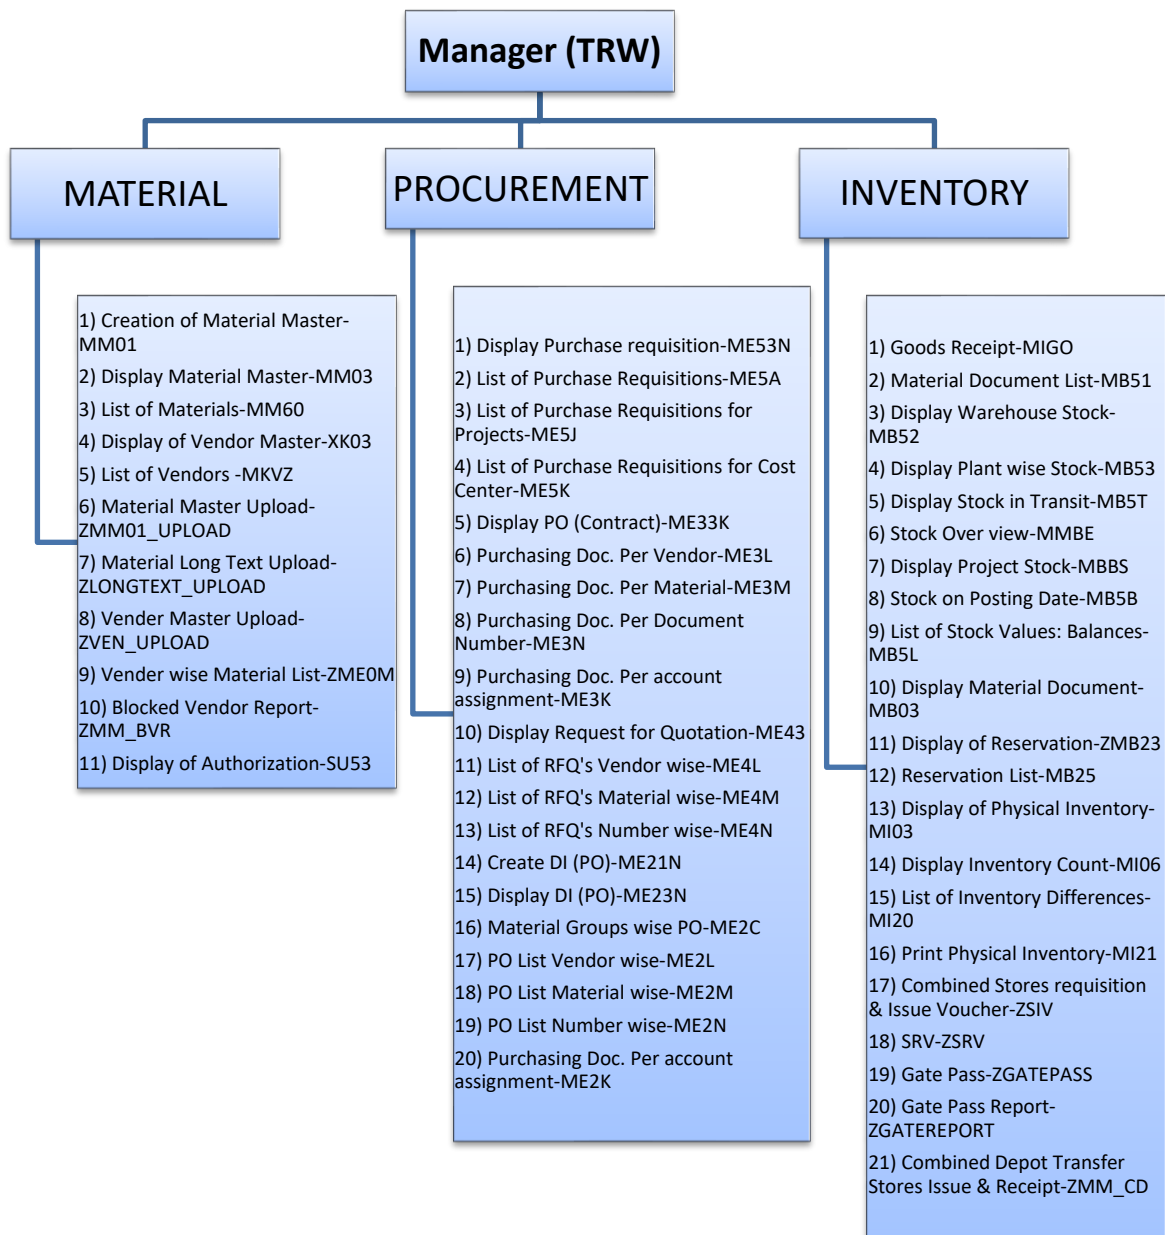 Manager (TRW)
MATERIAL
1) Creation of Material Master-
MM01
2) Display Material Master-MM03
3) List of Materials-MM60
4) Display of Vendor Master-XK03
5) List of Vendors -MKVZ
6) Material Master Upload-
ZMM01_UPLOAD
7) Material Long Text Upload-
ZLONGTEXT_UPLOAD
8) Vender Master Upload-
ZVEN_UPLOAD
9) Vender wise Material List-ZME0M
10) Blocked Vendor Report-
ZMM_BVR
11) Display of Authorization-SU53
PROCUREMENT
1) Display Purchase requisition-ME53N
2) List of Purchase Requisitions-ME5A
3) List of Purchase Requisitions for
Projects-ME5J
4) List of Purchase Requisitions for Cost
Center-ME5K
5) Display PO (Contract)-ME33K
6) Purchasing Doc. Per Vendor-ME3L
7) Purchasing Doc. Per Material-ME3M
8) Purchasing Doc. Per Document
Number-ME3N
9) Purchasing Doc. Per account
assignment-ME3K
10) Display Request for Quotation-ME43
11) List of RFQ's Vendor wise-ME4L
12) List of RFQ's Material wise-ME4M
13) List of RFQ's Number wise-ME4N
14) Create DI (PO)-ME21N
15) Display DI (PO)-ME23N
16) Material Groups wise PO-ME2C
17) PO List Vendor wise-ME2L
18) PO List Material wise-ME2M
19) PO List Number wise-ME2N
20) Purchasing Doc. Per account
assignment-ME2K
INVENTORY
1) Goods Receipt-MIGO
2) Material Document List-MB51
3) Display Warehouse Stock-
MB52
4) Display Plant wise Stock-MB53
5) Display Stock in Transit-MB5T
6) Stock Over view-MMBE
7) Display Project Stock-MBBS
8) Stock on Posting Date-MB5B
9) List of Stock Values: Balances-
MB5L
10) Display Material Document-
MB03
11) Display of Reservation-ZMB23
12) Reservation List-MB25
13) Display of Physical Inventory-
MI03
14) Display Inventory Count-MI06
15) List of Inventory Differences-
MI20
16) Print Physical Inventory-MI21
17) Combined Stores requisition
& Issue Voucher-ZSIV
18) SRV-ZSRV
19) Gate Pass-ZGATEPASS
20) Gate Pass Report-
ZGATEREPORT
21) Combined Depot Transfer
Stores Issue & Receipt-ZMM_CD